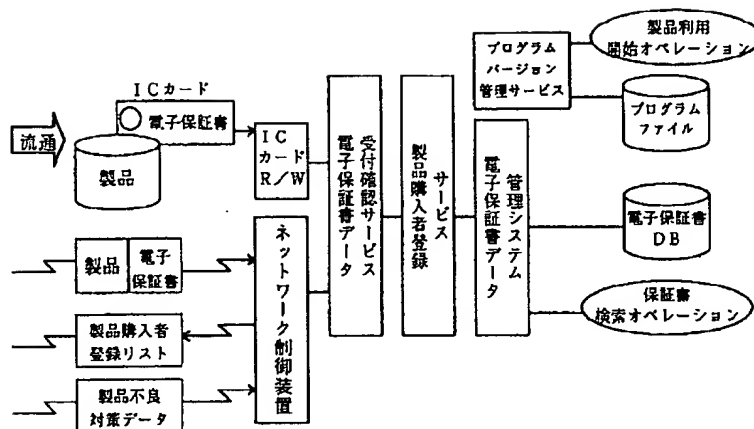 ICカード
電子保証書
流通
製品
IC
カード
R/W
電子保証書データ
受付確認サービス
製品購入者登録
サービス
電子保証書データ
管理システム
プログラム
バージョン
管理サービス
製品利用
開始オペレーション
プログラム
ファイル
電子保証書
DB
保証書
検索オペレーション
製品
電子
保証書
製品購入者
登録リスト
製品不良
対策データ
ネットワーク制御装置